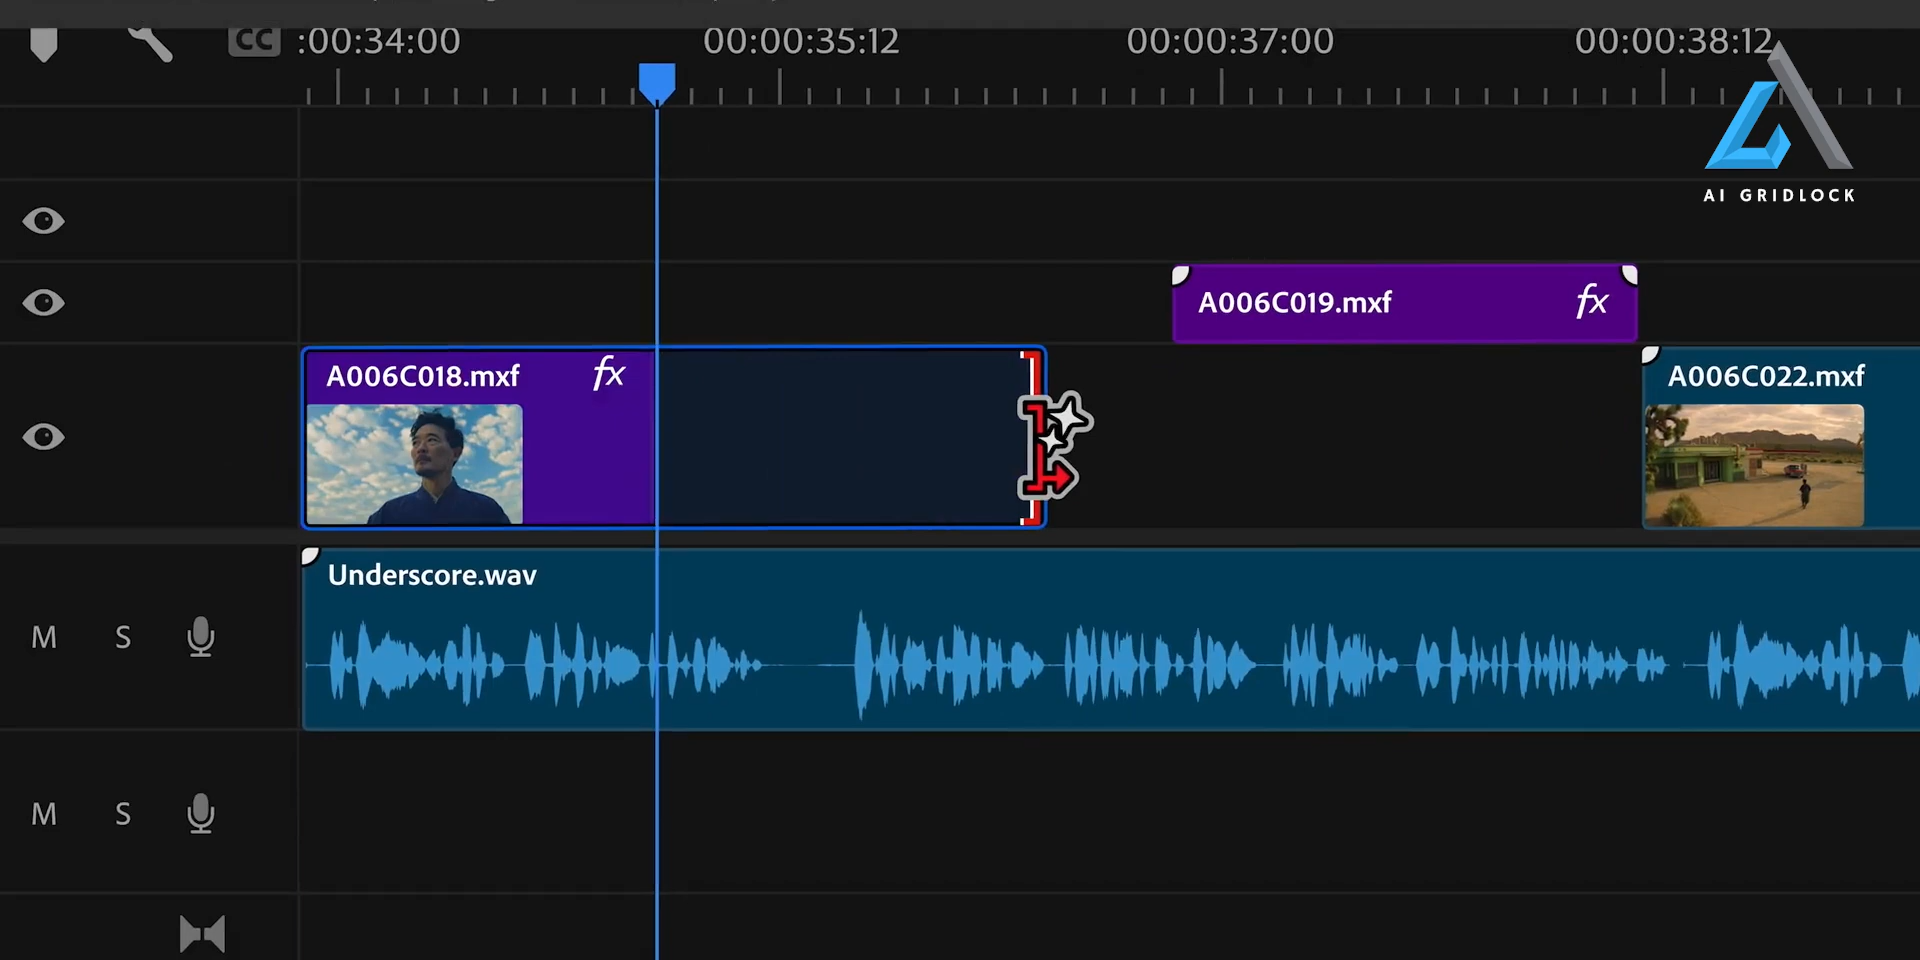 CC :00:34:00 00:00:35:12 00:00:37:00 00:00:38:12
AI GRIDLOCK
A006C019.mxf fx
A006C018.mxf fx
A006C022.mxf
Underscore.wav
M S
M S